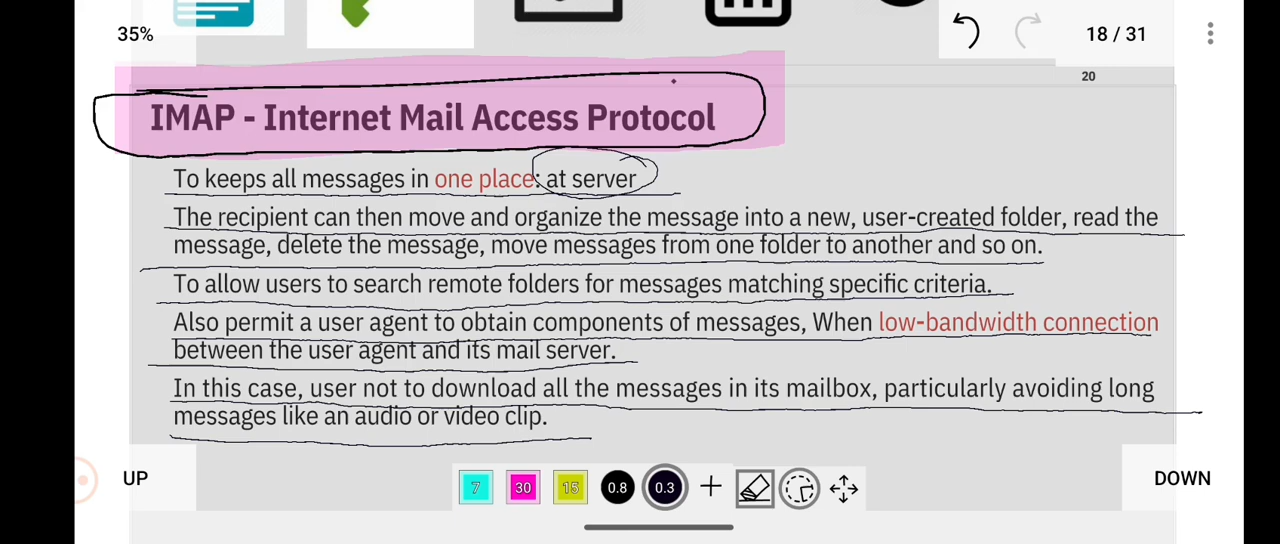 35%
18 / 31
20
IMAP - Internet Mail Access Protocol
To keeps all messages in one place: at server
The recipient can then move and organize the message into a new, user-created folder, read the
message, delete the message, move messages from one folder to another and so on.
To allow users to search remote folders for messages matching specific criteria.
Also permit a user agent to obtain components of messages, When low-bandwidth connection
between the user agent and its mail server.
In this case, user not to download all the messages in its mailbox, particularly avoiding long
messages like an audio or video clip.
UP
7 30 15 0.8 0.3
DOWN